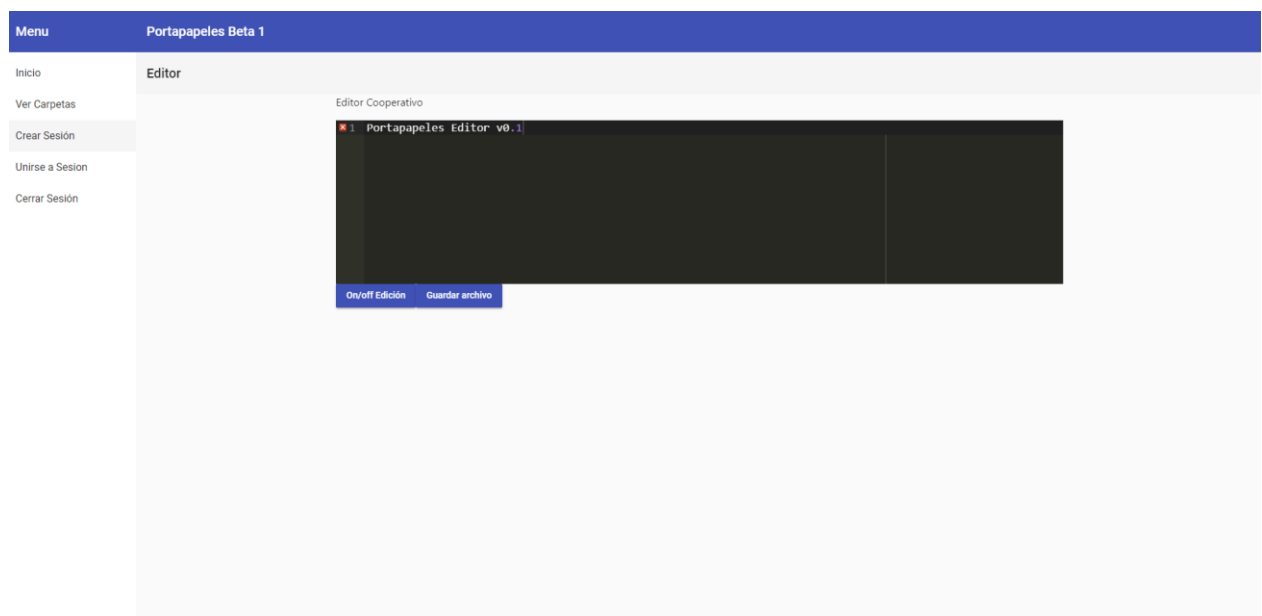 Menu
Portapapeles Beta 1
Inicio
Ver Carpetas
Crear Sesión
Unirse a Sesion
Cerrar Sesión
Editor
Editor Cooperativo
1 Portapapeles Editor v0.1
On/off Edición
Guardar archivo